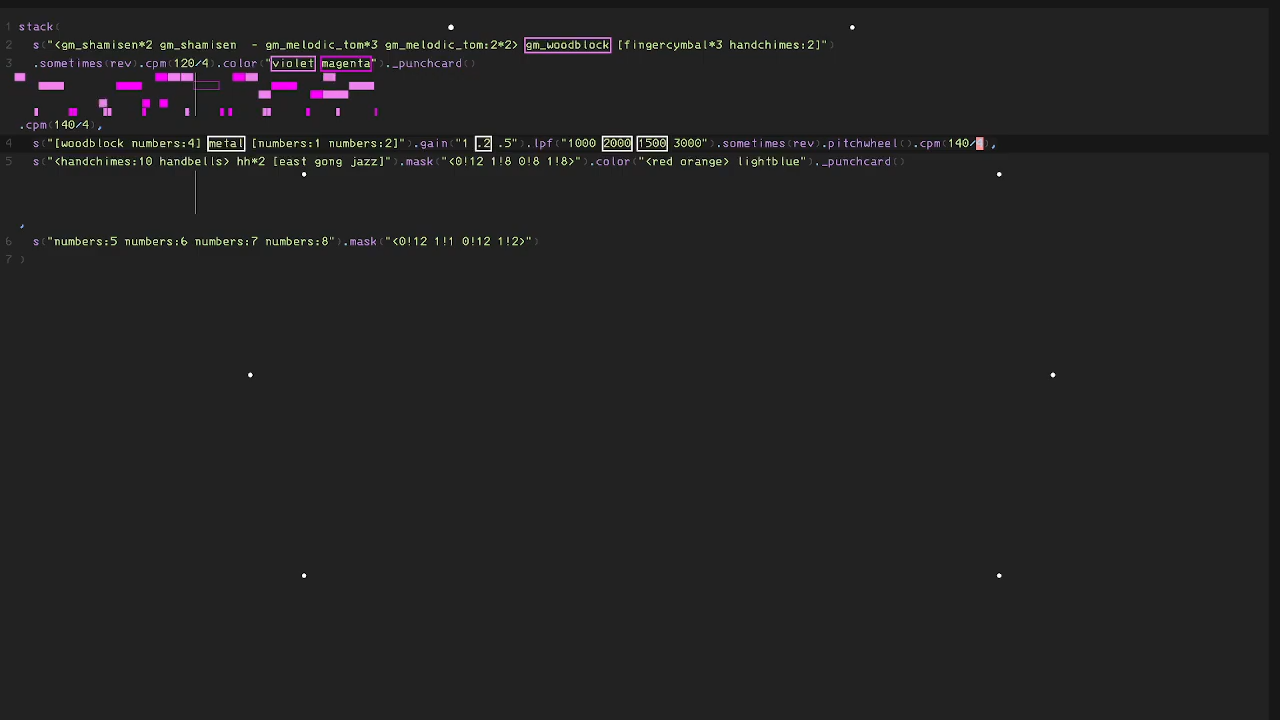 1 stack(
2 s("<gm_shamisen*2 gm_shamisen - gm_melodic_tom*3 gm_melodic_tom:2*2> gm_woodblock [fingercymbal*3 handchimes:2]")
3 .sometimes(rev).cpm(120/4).color("violet magenta")._punchcard()
.cpm(140/4),
4 s("[woodblock numbers:4] metal [numbers:1 numbers:2]").gain("1 .2 .5").lpf("1000 2000 1500 3000").sometimes(rev).pitchwheel().cpm(140/4),
5 s("<handchimes:10 handbells> hh*2 [east gong jazz]").mask("<0!12 1!8 0!8 1!8>").color("<red orange> lightblue")._punchcard()
,
6 s("numbers:5 numbers:6 numbers:7 numbers:8").mask("<0!12 1!1 0!12 1!2>")
7 )